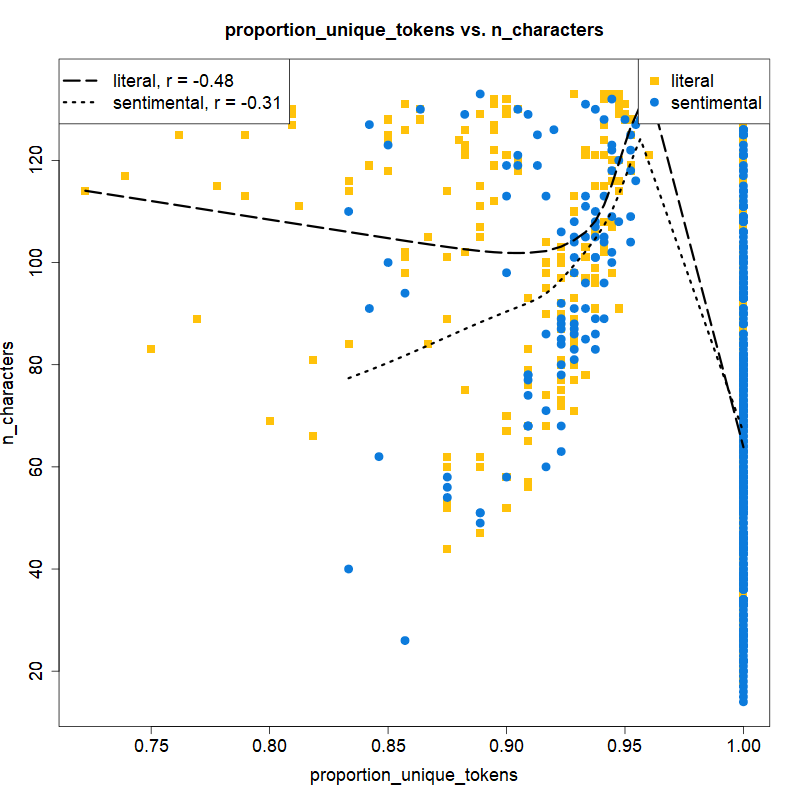 proportion_unique_tokens vs. n_characters
literal, r = -0.48
sentimental, r = -0.31
literal
sentimental
n_characters
120
100
80
60
40
20
0.75 0.80 0.85 0.90 0.95 1.00
proportion_unique_tokens